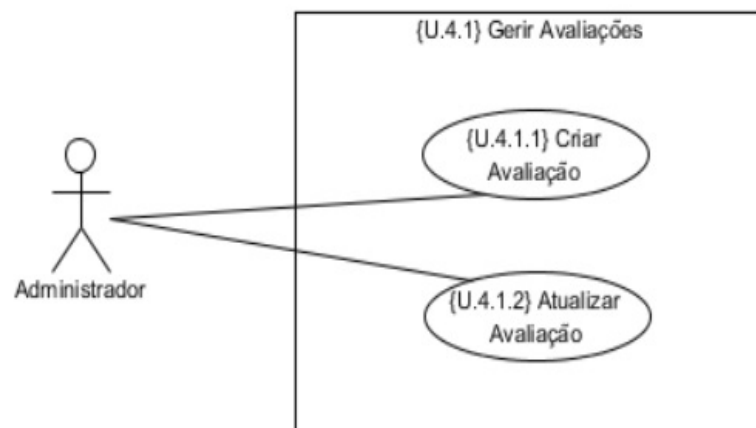 {U.4.1} Gerir Avaliações
{U.4.1.1} Criar
Avaliação
Administrador
{U.4.1.2} Atualizar
Avaliação